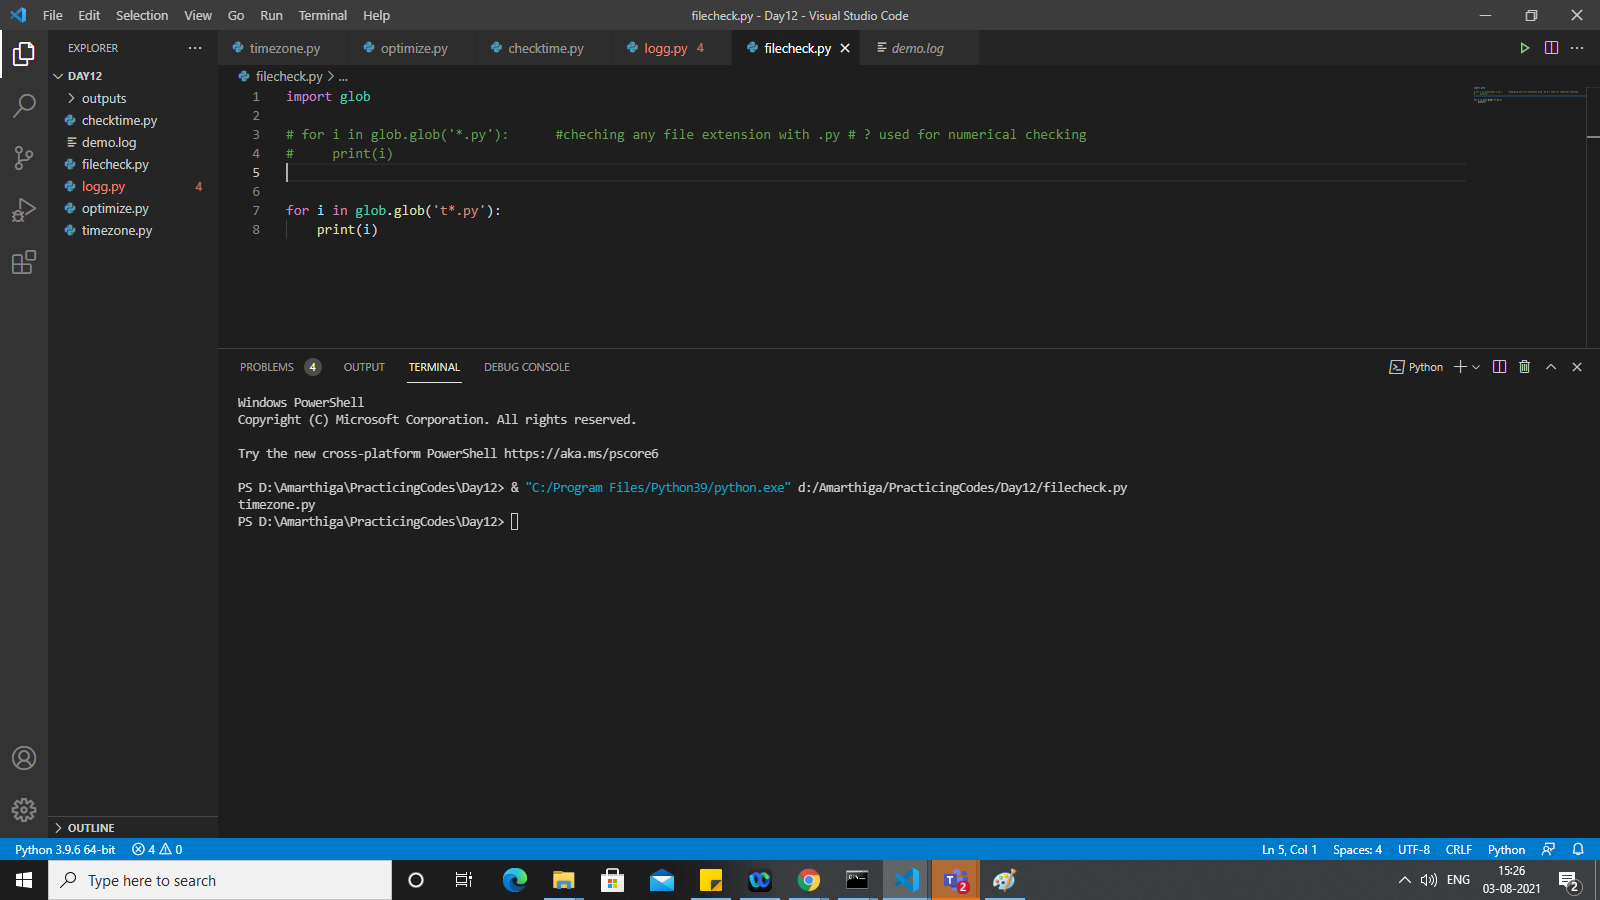 File Edit Selection View Go Run Terminal Help
filecheck.py - Day12 - Visual Studio Code
EXPLORER
timezone.py
optimize.py
checktime.py
logg.py 4
filecheck.py
demo.log
DAY12
outputs
checktime.py
demo.log
filecheck.py
logg.py 4
optimize.py
timezone.py
filecheck.py > ...
1 import glob
2
3 # for i in glob.glob('*.py'): #cheching any file extension with .py # ? used for numerical checking
4 # print(i)
5
6
7 for i in glob.glob('t*.py'):
8 print(i)
PROBLEMS 4 OUTPUT TERMINAL DEBUG CONSOLE
Python
Windows PowerShell
Copyright (C) Microsoft Corporation. All rights reserved.
Try the new cross-platform PowerShell https://aka.ms/pscore6
PS D:\Amarthiga\PracticingCodes\Day12> & "C:/Program Files/Python39/python.exe" d:/Amarthiga/PracticingCodes/Day12/filecheck.py
timezone.py
PS D:\Amarthiga\PracticingCodes\Day12>
OUTLINE
Python 3.9.6 64-bit 4 0
Ln 5, Col 1 Spaces: 4 UTF-8 CRLF Python
Type here to search
2
ENG
15:26
03-08-2021
2